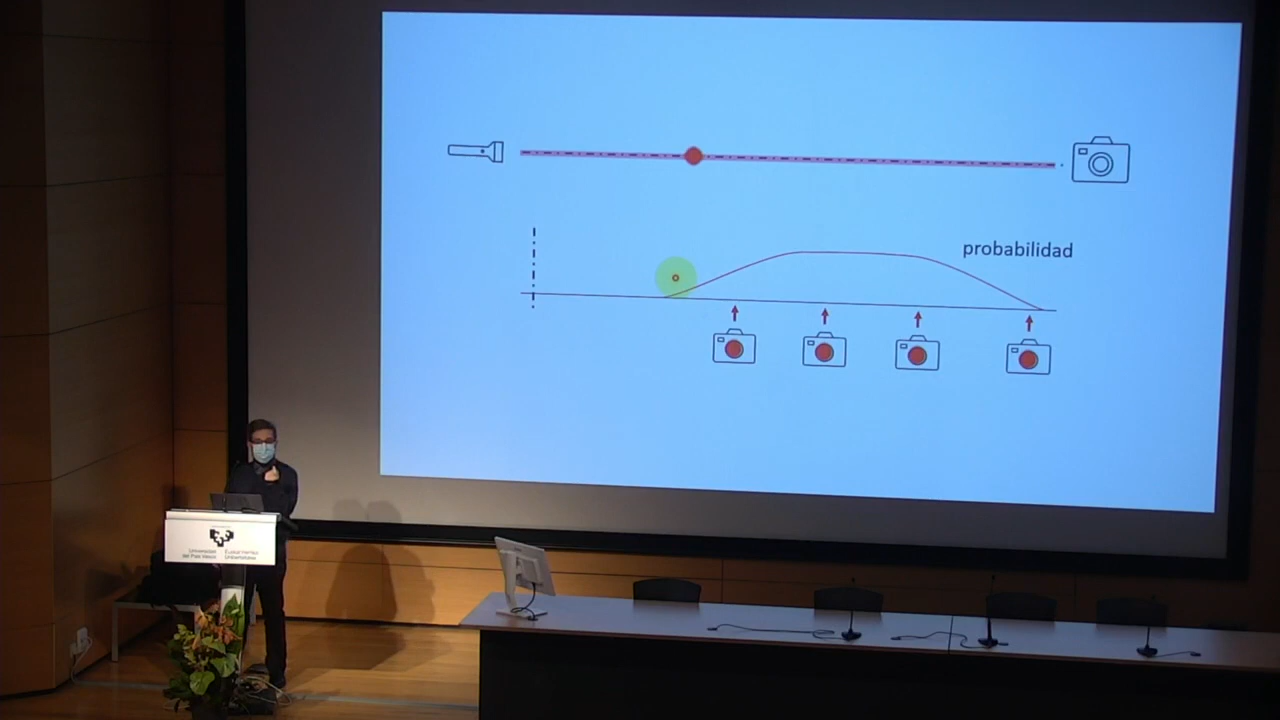 probabilidad
Universidad
del País Vasco
Euskal Herriko
Unibertsitatea